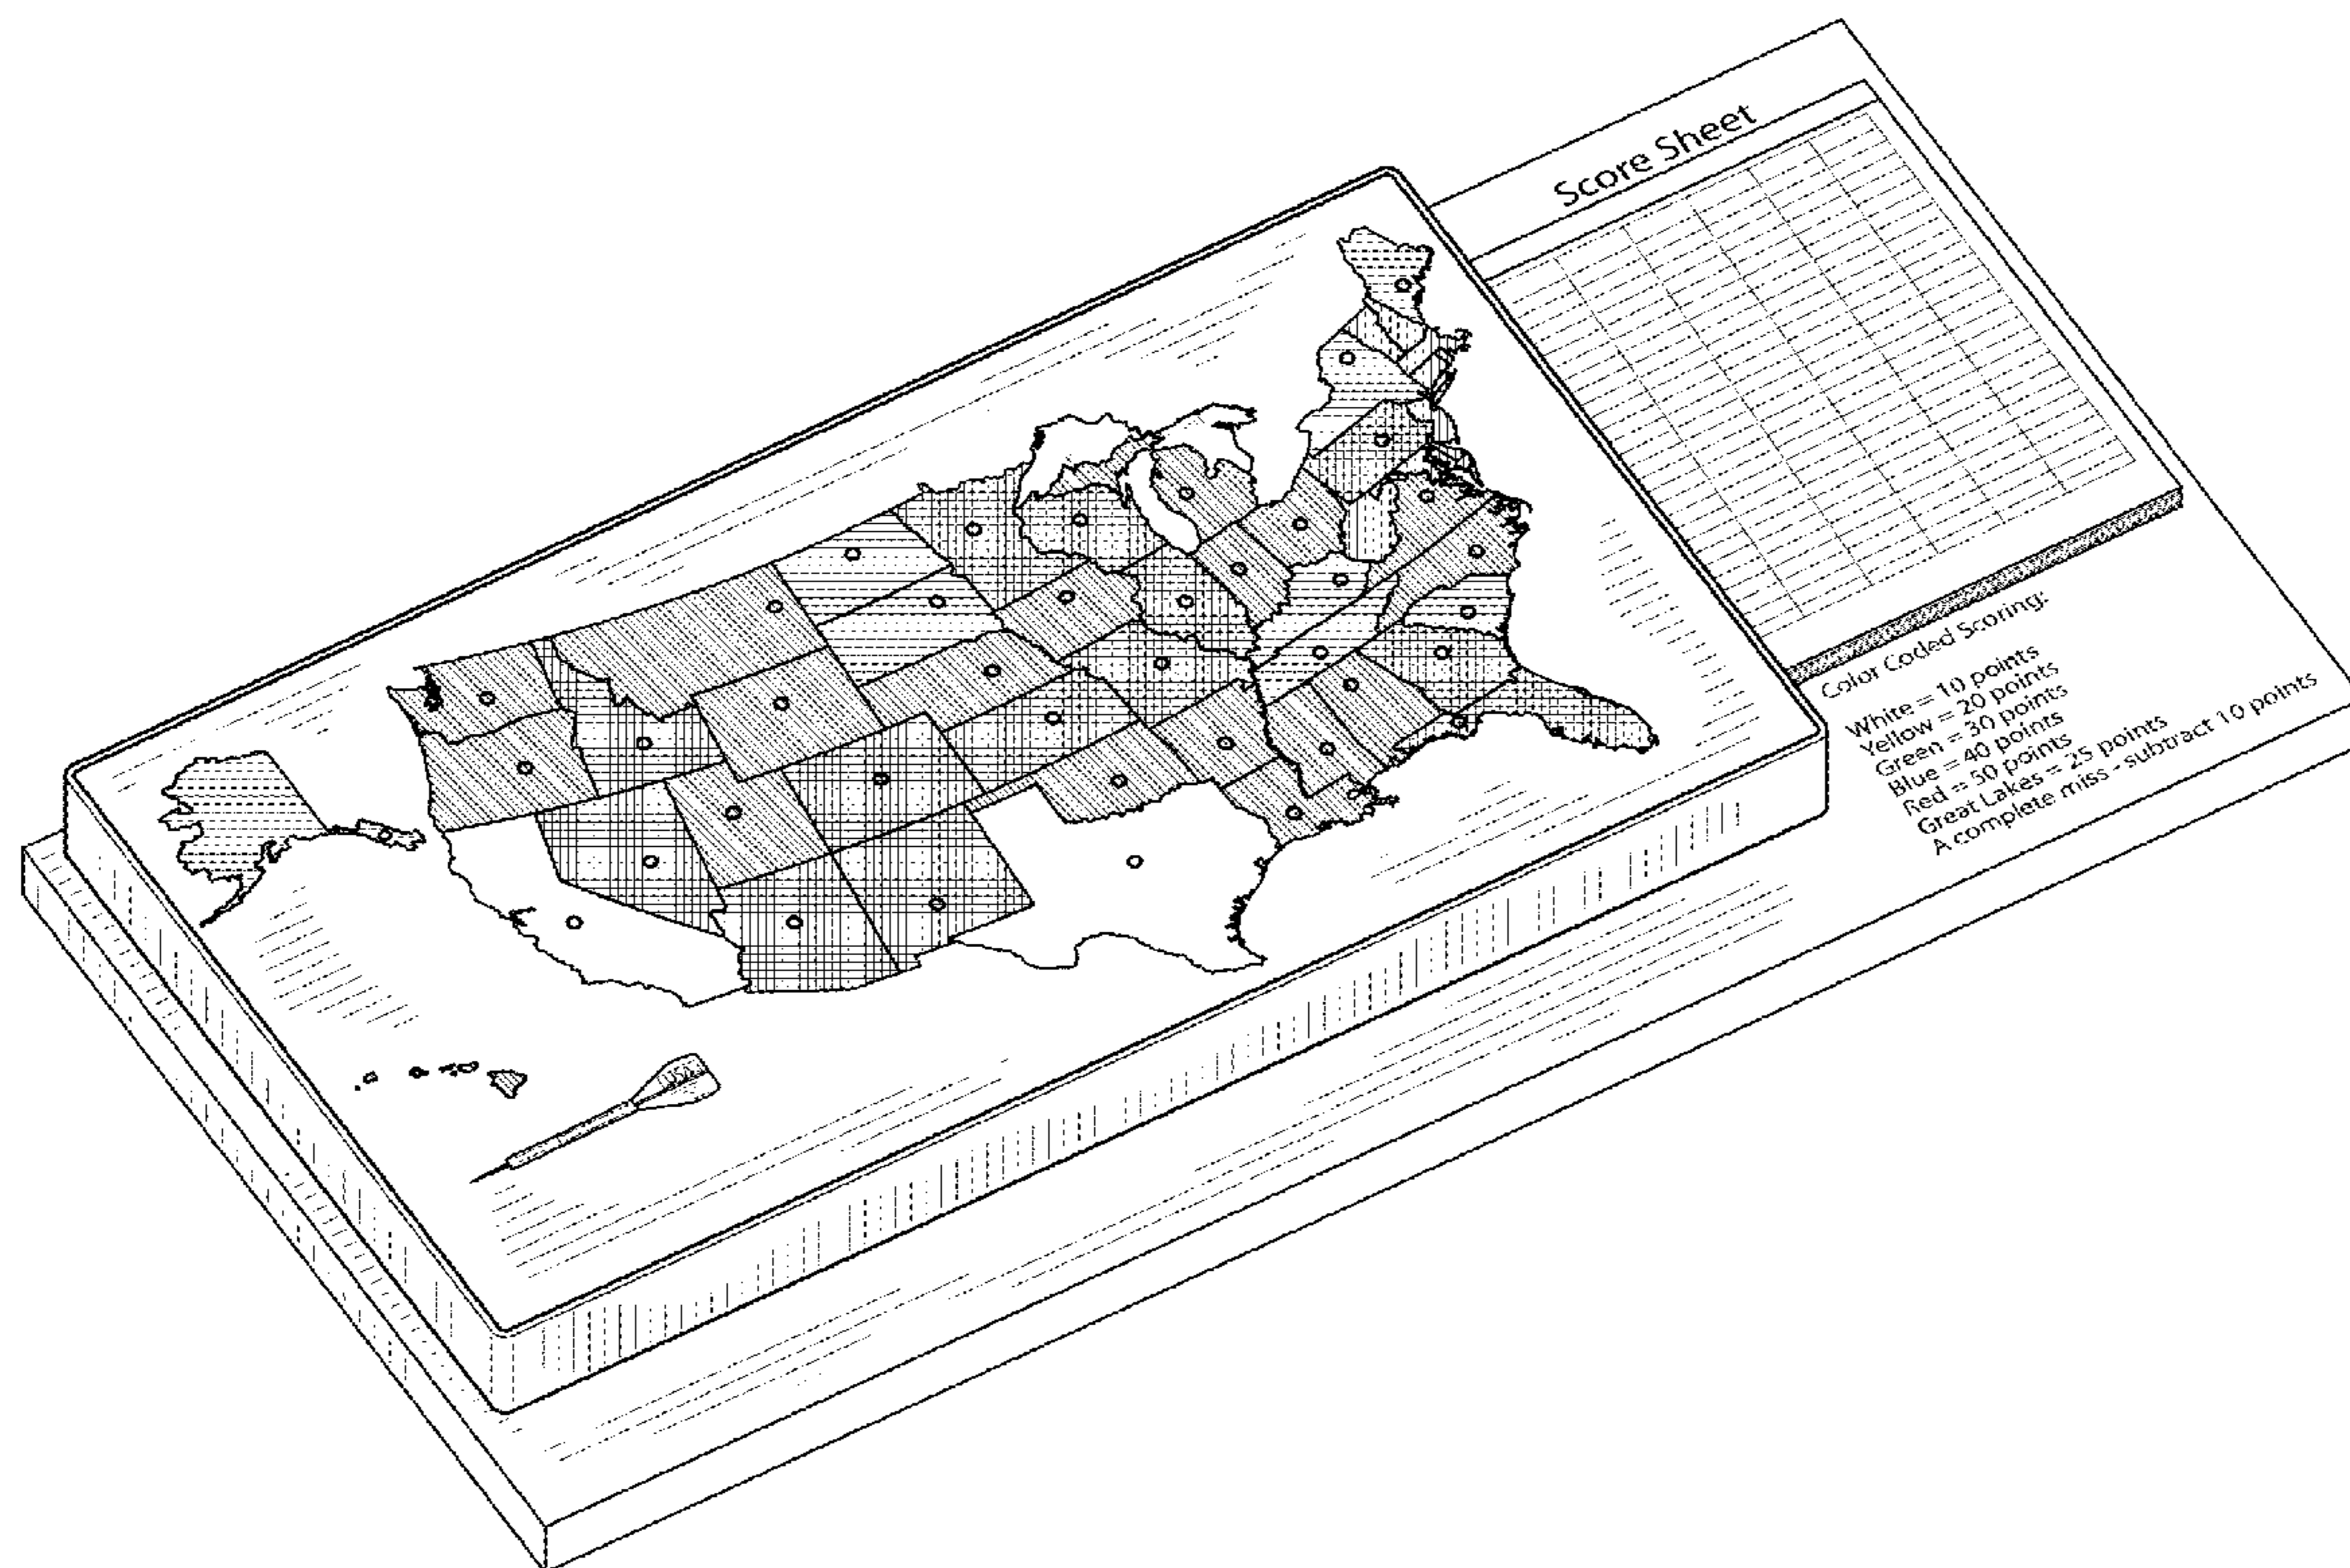 Score Sheet
Color Coded Scoring:
White = 10 points
Yellow = 20 points
Green = 30 points
Blue = 40 points
Red = 50 points
Great Lakes = 25 points
A complete miss - subtract 10 points
USA